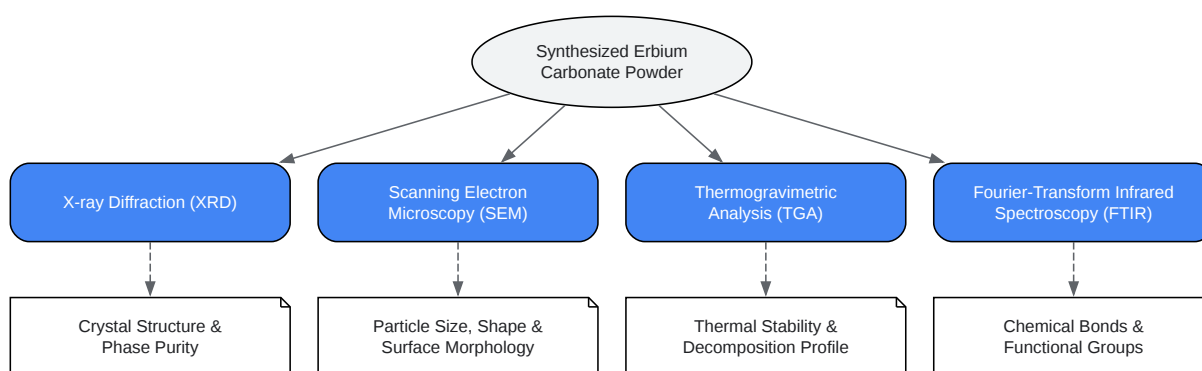 Synthesized Erbium
Carbonate Powder
X-ray Diffraction (XRD)
Scanning Electron
Microscopy (SEM)
Thermogravimetric
Analysis (TGA)
Fourier-Transform Infrared
Spectroscopy (FTIR)
Crystal Structure &
Phase Purity
Particle Size, Shape &
Surface Morphology
Thermal Stability &
Decomposition Profile
Chemical Bonds &
Functional Groups